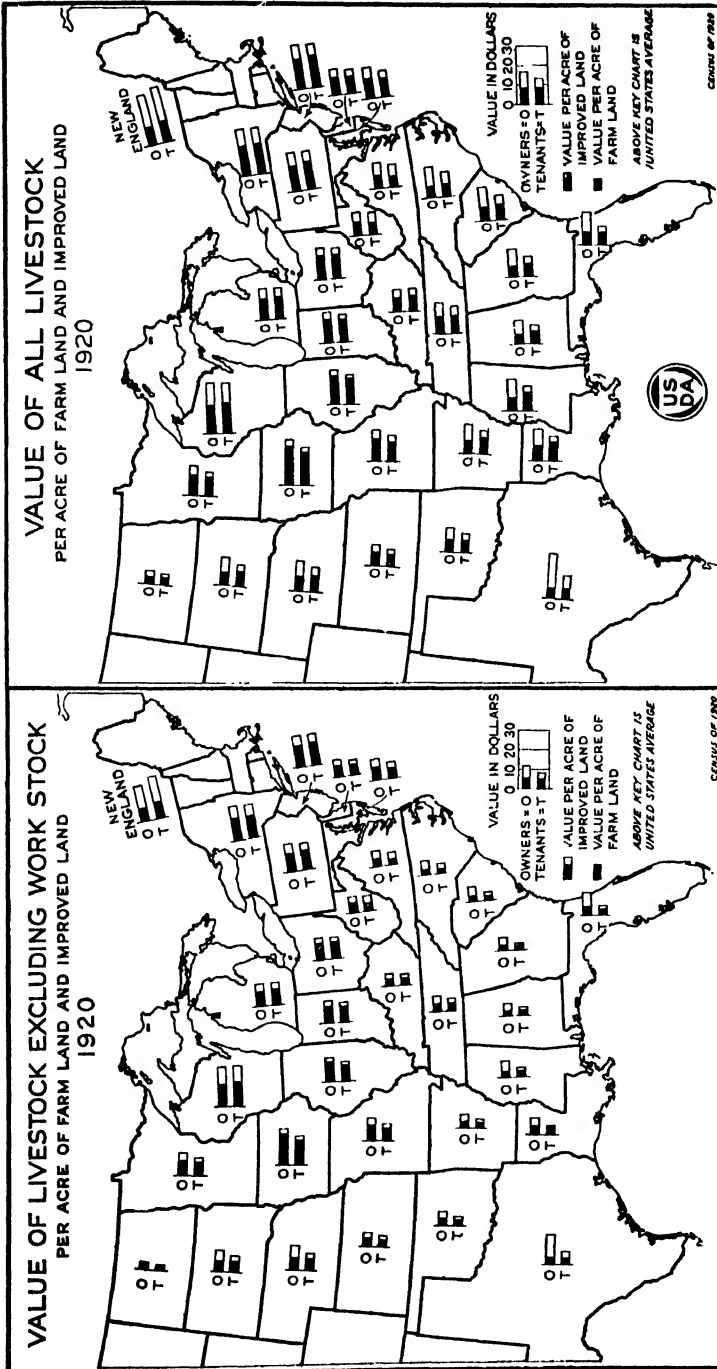 VALUE OF LIVESTOCK EXCLUDING WORK STOCK
PER ACRE OF FARM LAND AND IMPROVED LAND
1920
NEW
ENGLAND
O
T
O
T
O
T
O
T
O
T
O
T
O
T
O
T
O
T
O
T
O
T
O
T
O
T
O
T
O
T
O
T
O
T
O
T
O
T
O
T
O
T
O
T
O
T
O
T
O
T
O
T
O
T
O
T
O
T
O
T
O
T
O
T
VALUE IN DOLLARS
0 10 20 30
OWNERS = O
TENANTS = T
VALUE PER ACRE OF
IMPROVED LAND
VALUE PER ACRE OF
FARM LAND
ABOVE KEY CHART IS
UNITED STATES AVERAGE
CENSUS OF 1920
VALUE OF ALL LIVESTOCK
PER ACRE OF FARM LAND AND IMPROVED LAND
1920
NEW
ENGLAND
O
T
O
T
O
T
O
T
O
T
O
T
O
T
O
T
O
T
O
T
O
T
O
T
O
T
O
T
O
T
O
T
O
T
O
T
O
T
O
T
O
T
O
T
O
T
O
T
O
T
O
T
O
T
O
T
O
T
O
T
O
T
O
T
US
DA
VALUE IN DOLLARS
0 10 20 30
OWNERS = O
TENANTS = T
VALUE PER ACRE OF
IMPROVED LAND
VALUE PER ACRE OF
FARM LAND
ABOVE KEY CHART IS
UNITED STATES AVERAGE
CENSUS OF 1920